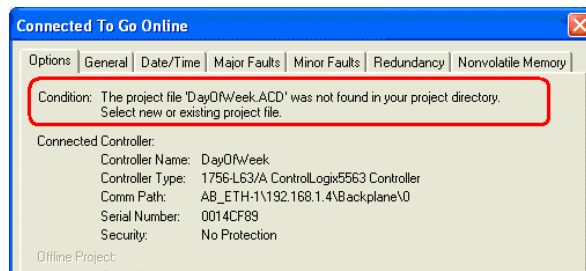 Connected To Go Online
Options General Date/Time Major Faults Minor Faults Redundancy Nonvolatile Memory
Condition: The project file 'DayOfWeek.ACD' was not found in your project directory.
Select new or existing project file.
Connected Controller:
Controller Name: DayOfWeek
Controller Type: 1756-L63/A ControlLogix5563 Controller
Comm Path: AB_ETH-1\192.168.1.4\Backplane\0
Serial Number: 0014CF89
Security: No Protection
Offline Project: